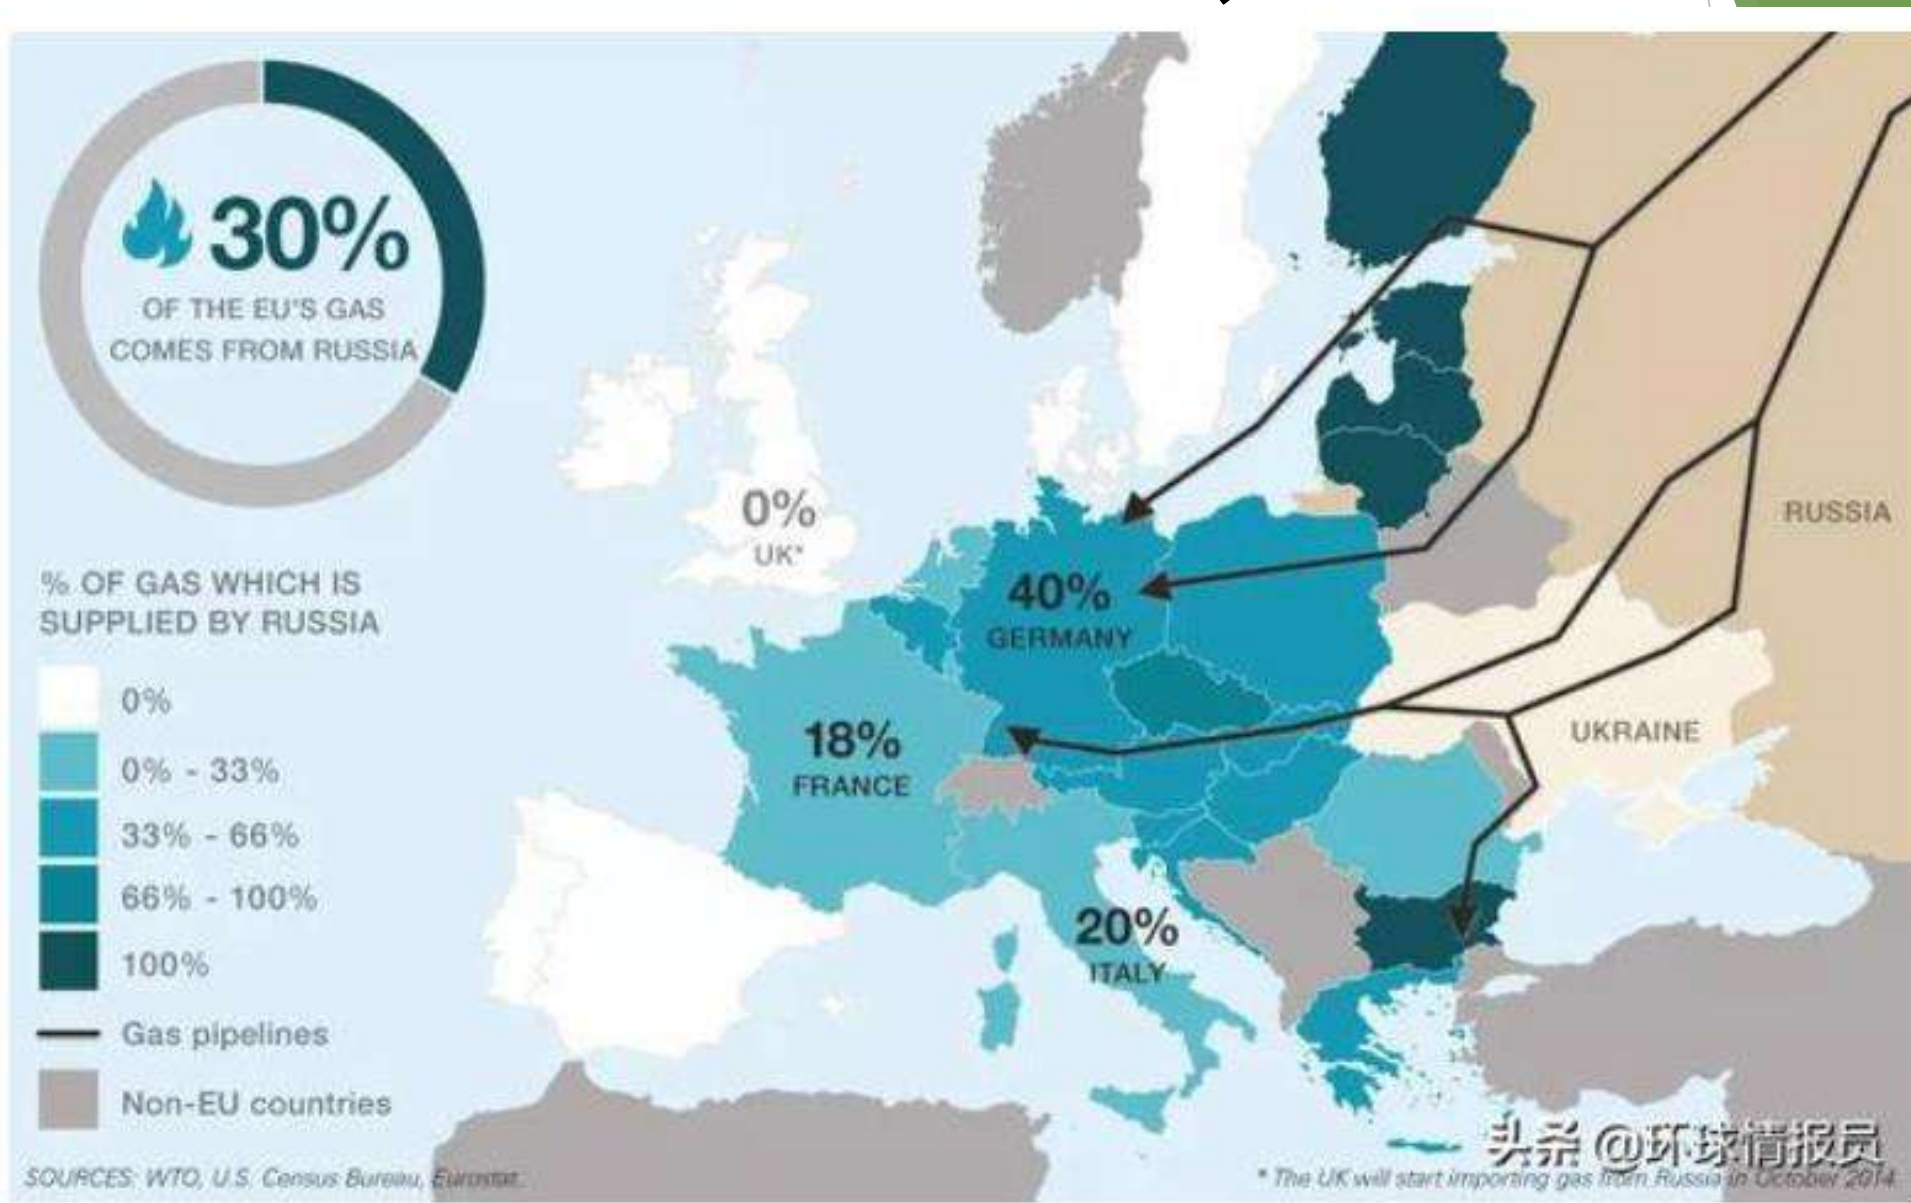 30%
OF THE EU'S GAS
COMES FROM RUSSIA
% OF GAS WHICH IS
SUPPLIED BY RUSSIA
0%
0% - 33%
33% - 66%
66% - 100%
100%
Gas pipelines
Non-EU countries
0%
UK*
40%
GERMANY
18%
FRANCE
20%
ITALY
RUSSIA
UKRAINE
头条 @环球情报员
SOURCES: WTO, U.S. Census Bureau, Eurostat.
* The UK will start importing gas from Russia in October 2014